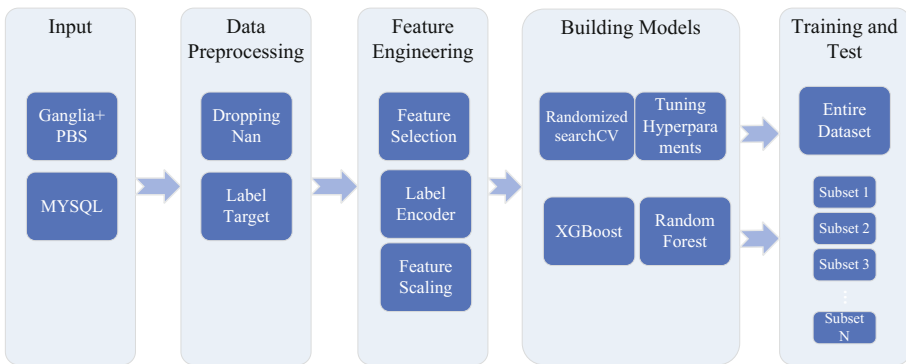 Input
Ganglia+
PBS
MYSQL
Data
Preprocessing
Dropping
Nan
Label
Target
Feature
Engineering
Feature
Selection
Label
Encoder
Feature
Scaling
Building Models
Randomized
searchCV
Tuning
Hyperpara
ments
XGBoost
Random
Forest
Training and
Test
Entire
Dataset
Subset 1
Subset 2
Subset 3
⋮
Subset
N